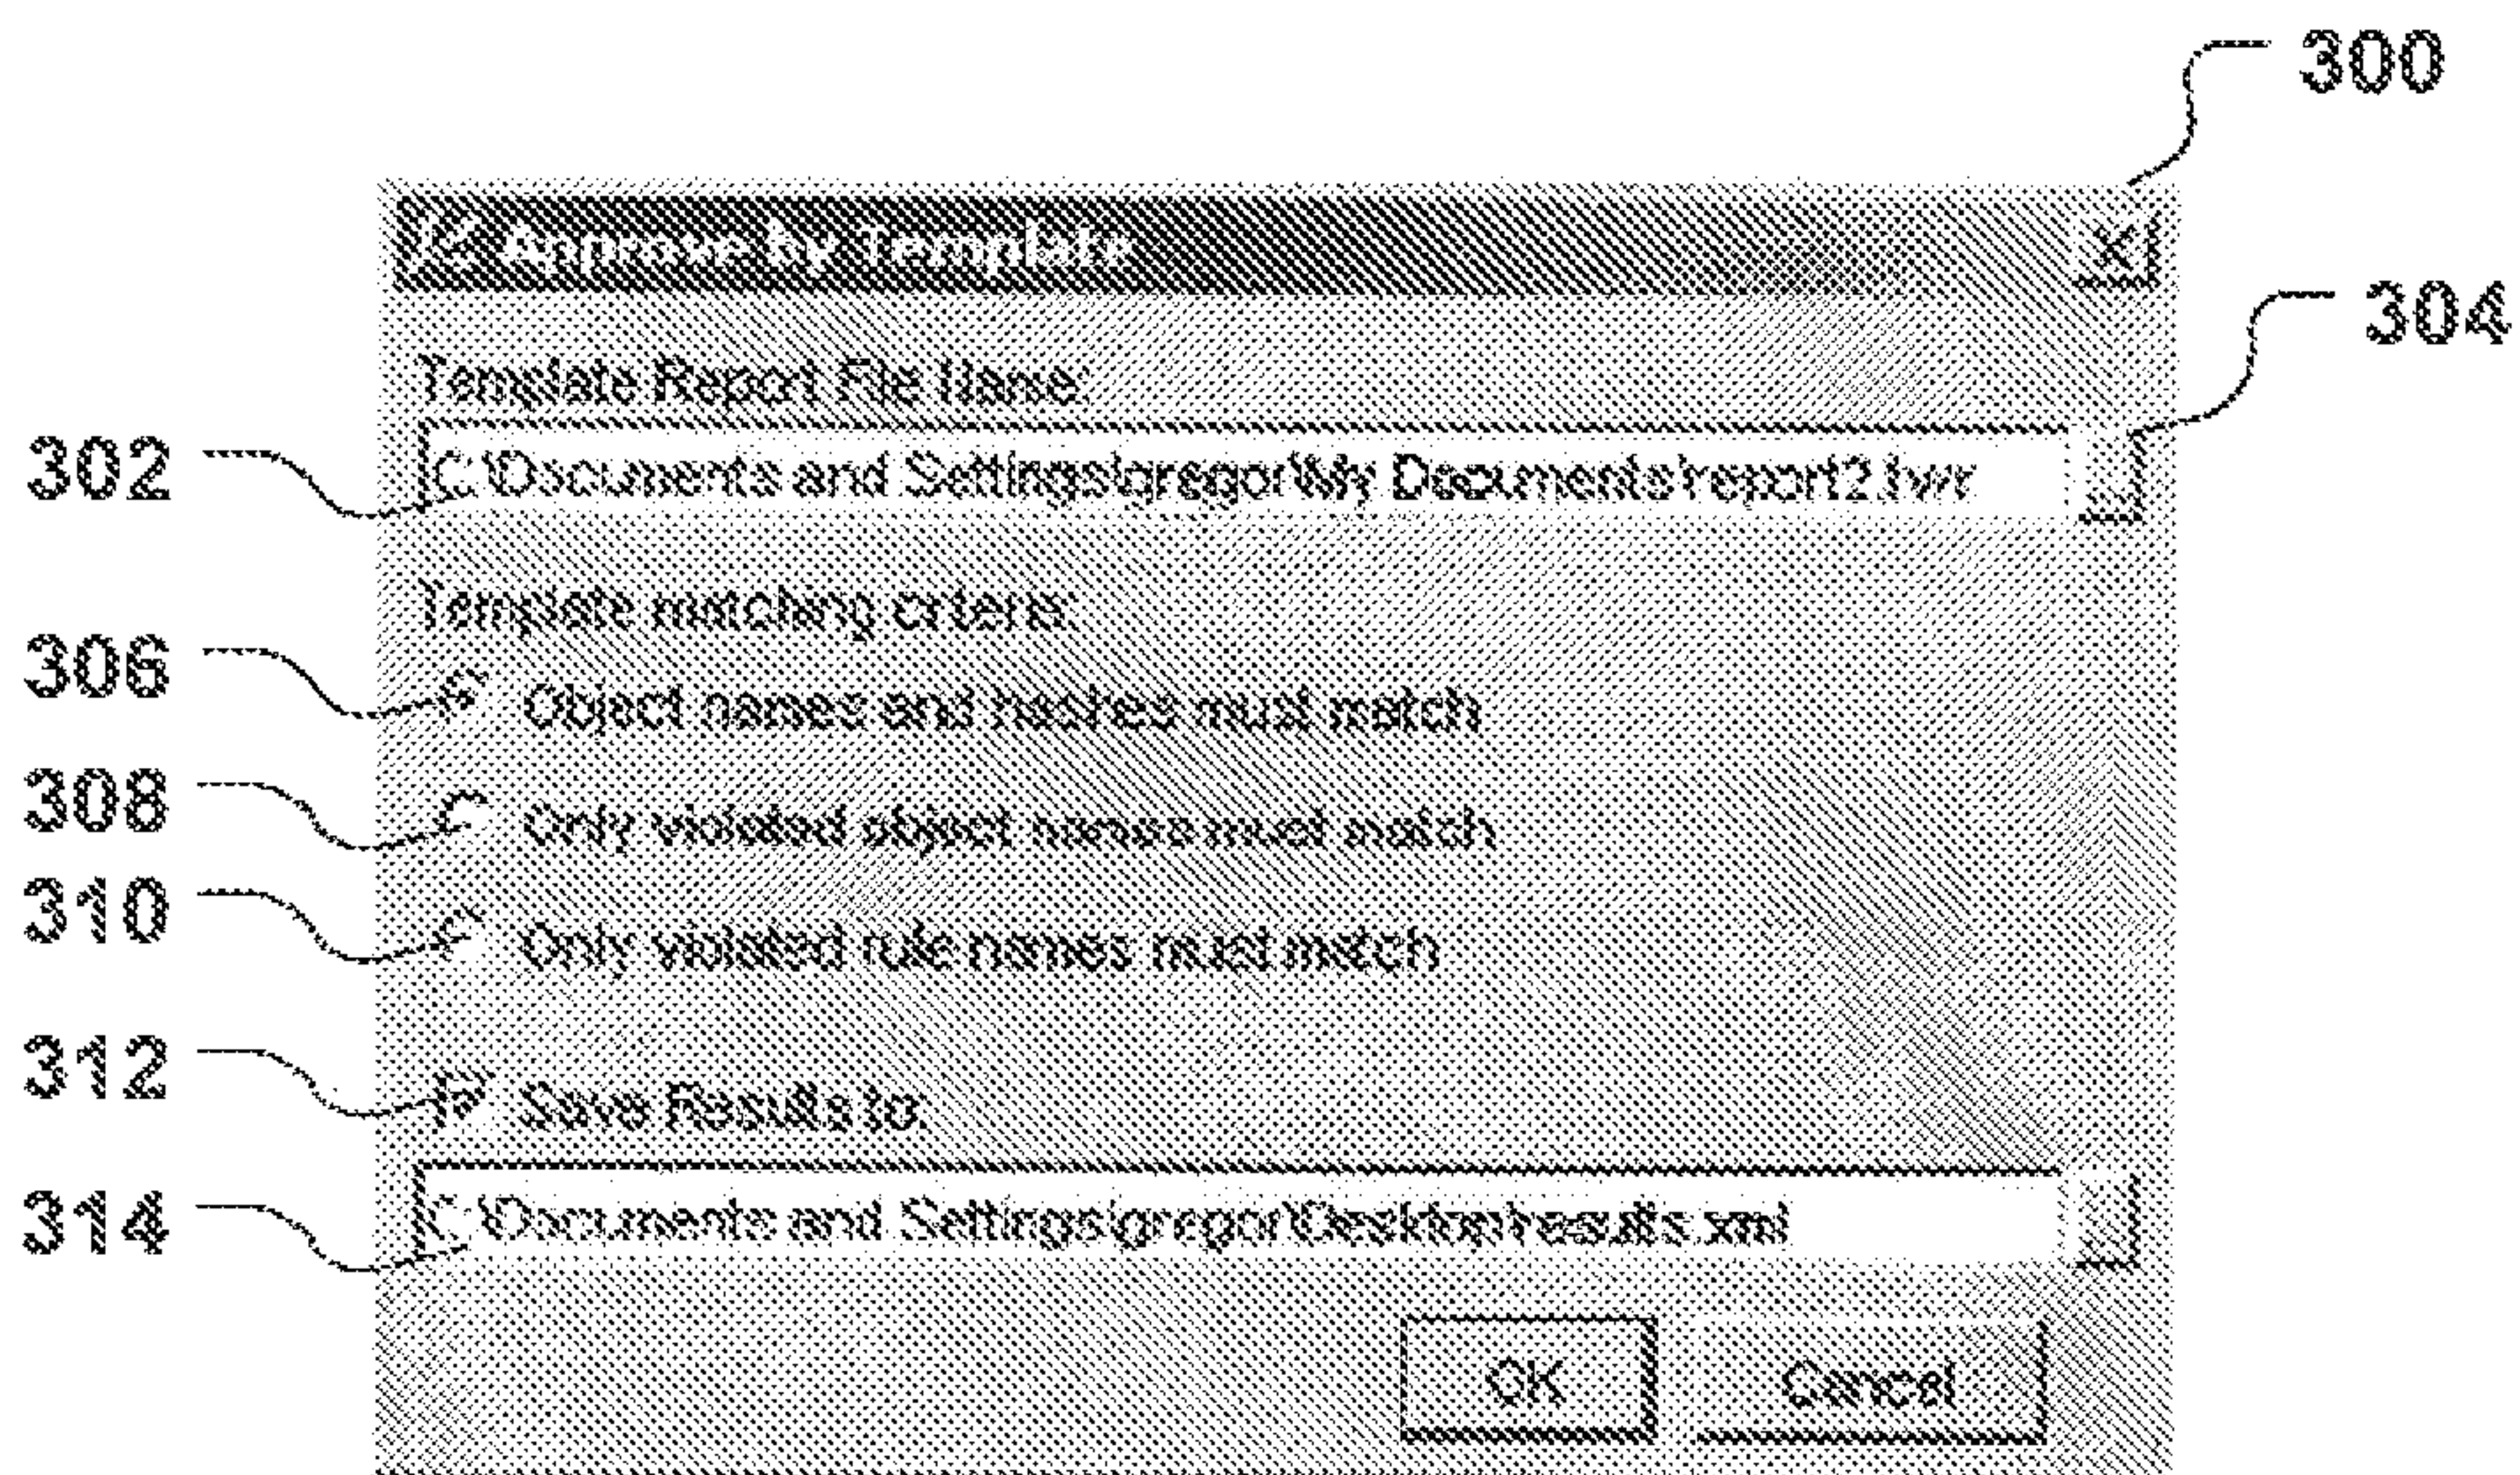 300
Approve by Template
304
Template Report File Name:
302
C:\Documents and Settings\gregor\My Documents\report2.twr
Template matching criteria:
306
Object names and hashes must match
308
Only violated object names must match
310
Only violated rule names must match
312
Save Results to:
314
C:\Documents and Settings\gregor\Desktop\results.xml
OK
Cancel